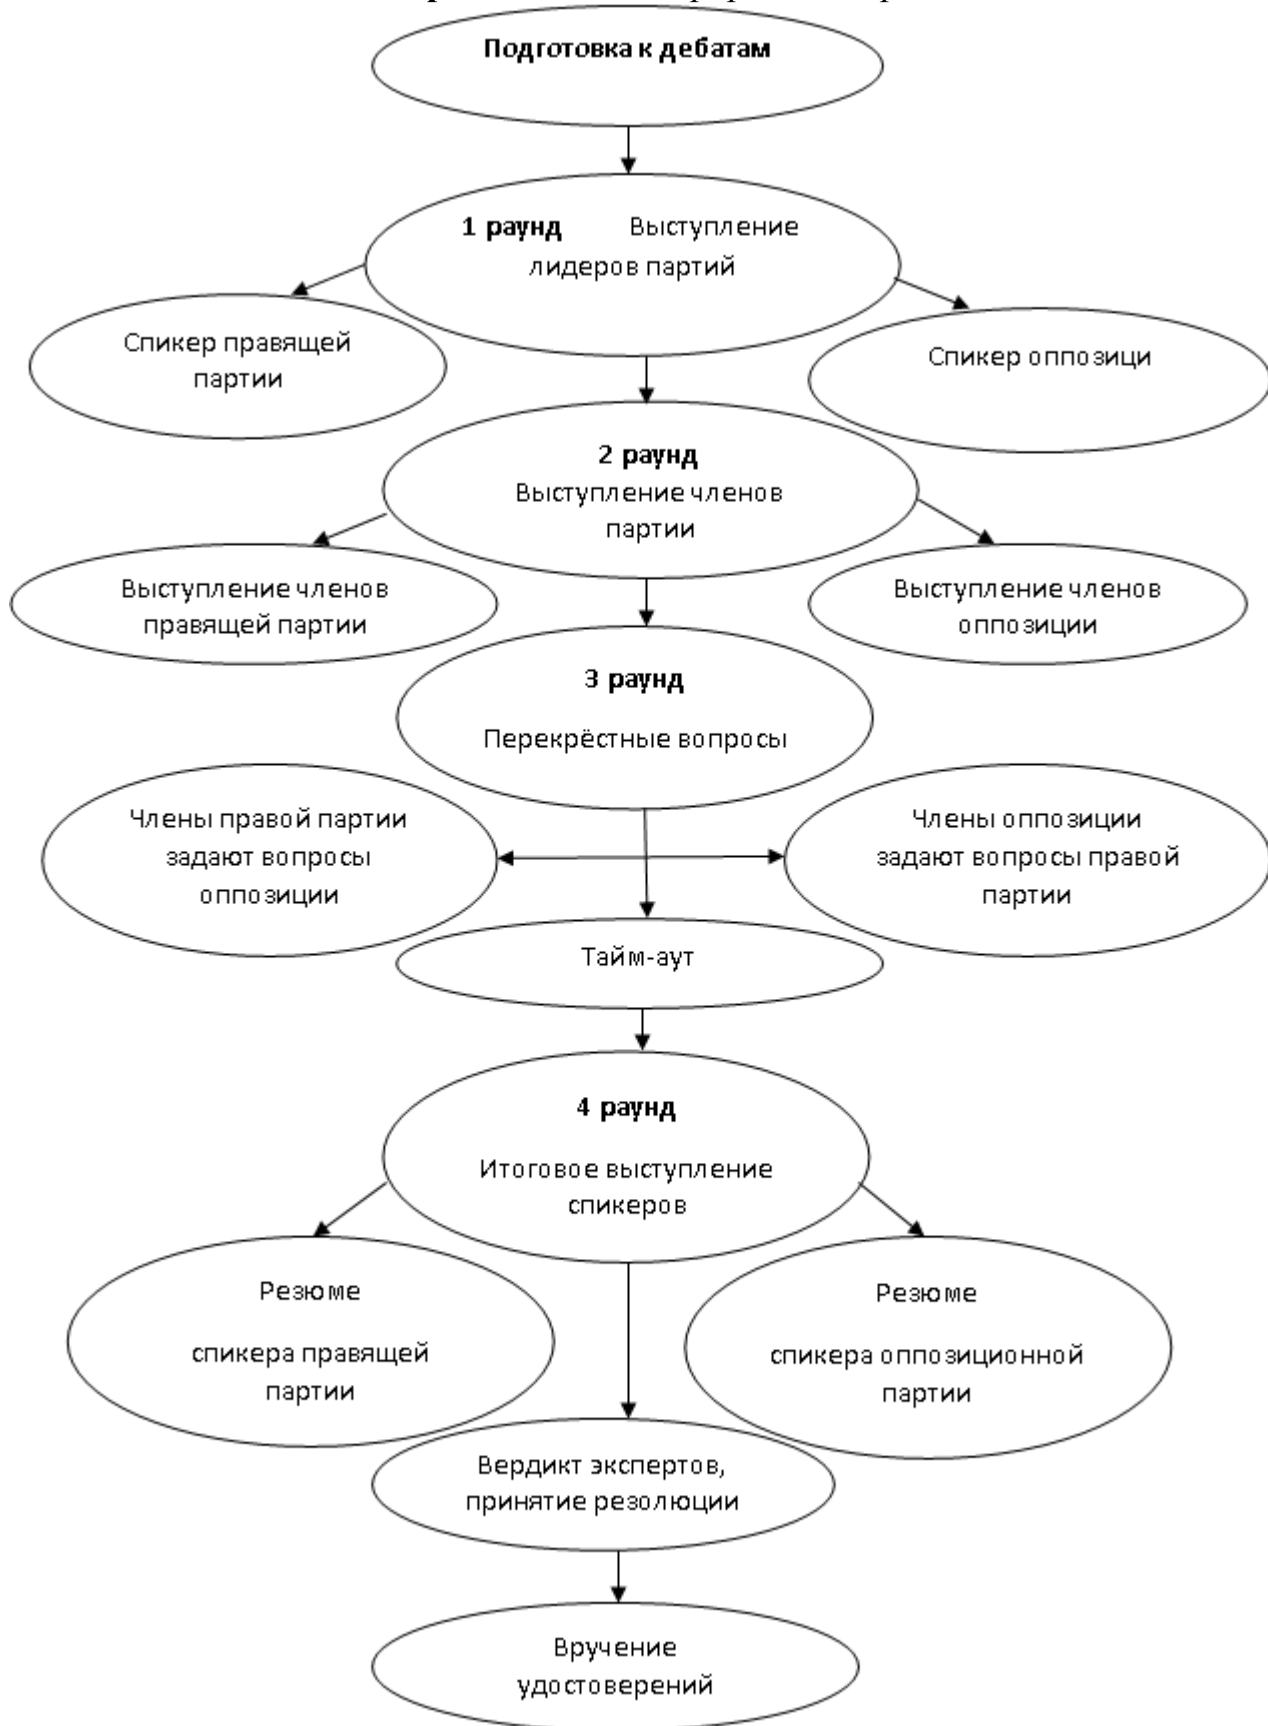 Подготовка к дебатам
1 раунд Выступление
лидеров партий
Спикер правящей
партии
Спикер оппозици
2 раунд
Выступление членов
партии
Выступление членов
правящей партии
Выступление членов
оппозиции
3 раунд
Перекрёстные вопросы
Члены правой партии
задают вопросы
оппозиции
Члены оппозиции
задают вопросы правой
партии
Тайм-аут
4 раунд
Итоговое выступление
спикеров
Резюме
спикера правящей
партии
Резюме
спикера оппозиционной
партии
Вердикт экспертов,
принятие резолюции
Вручение
удостоверений